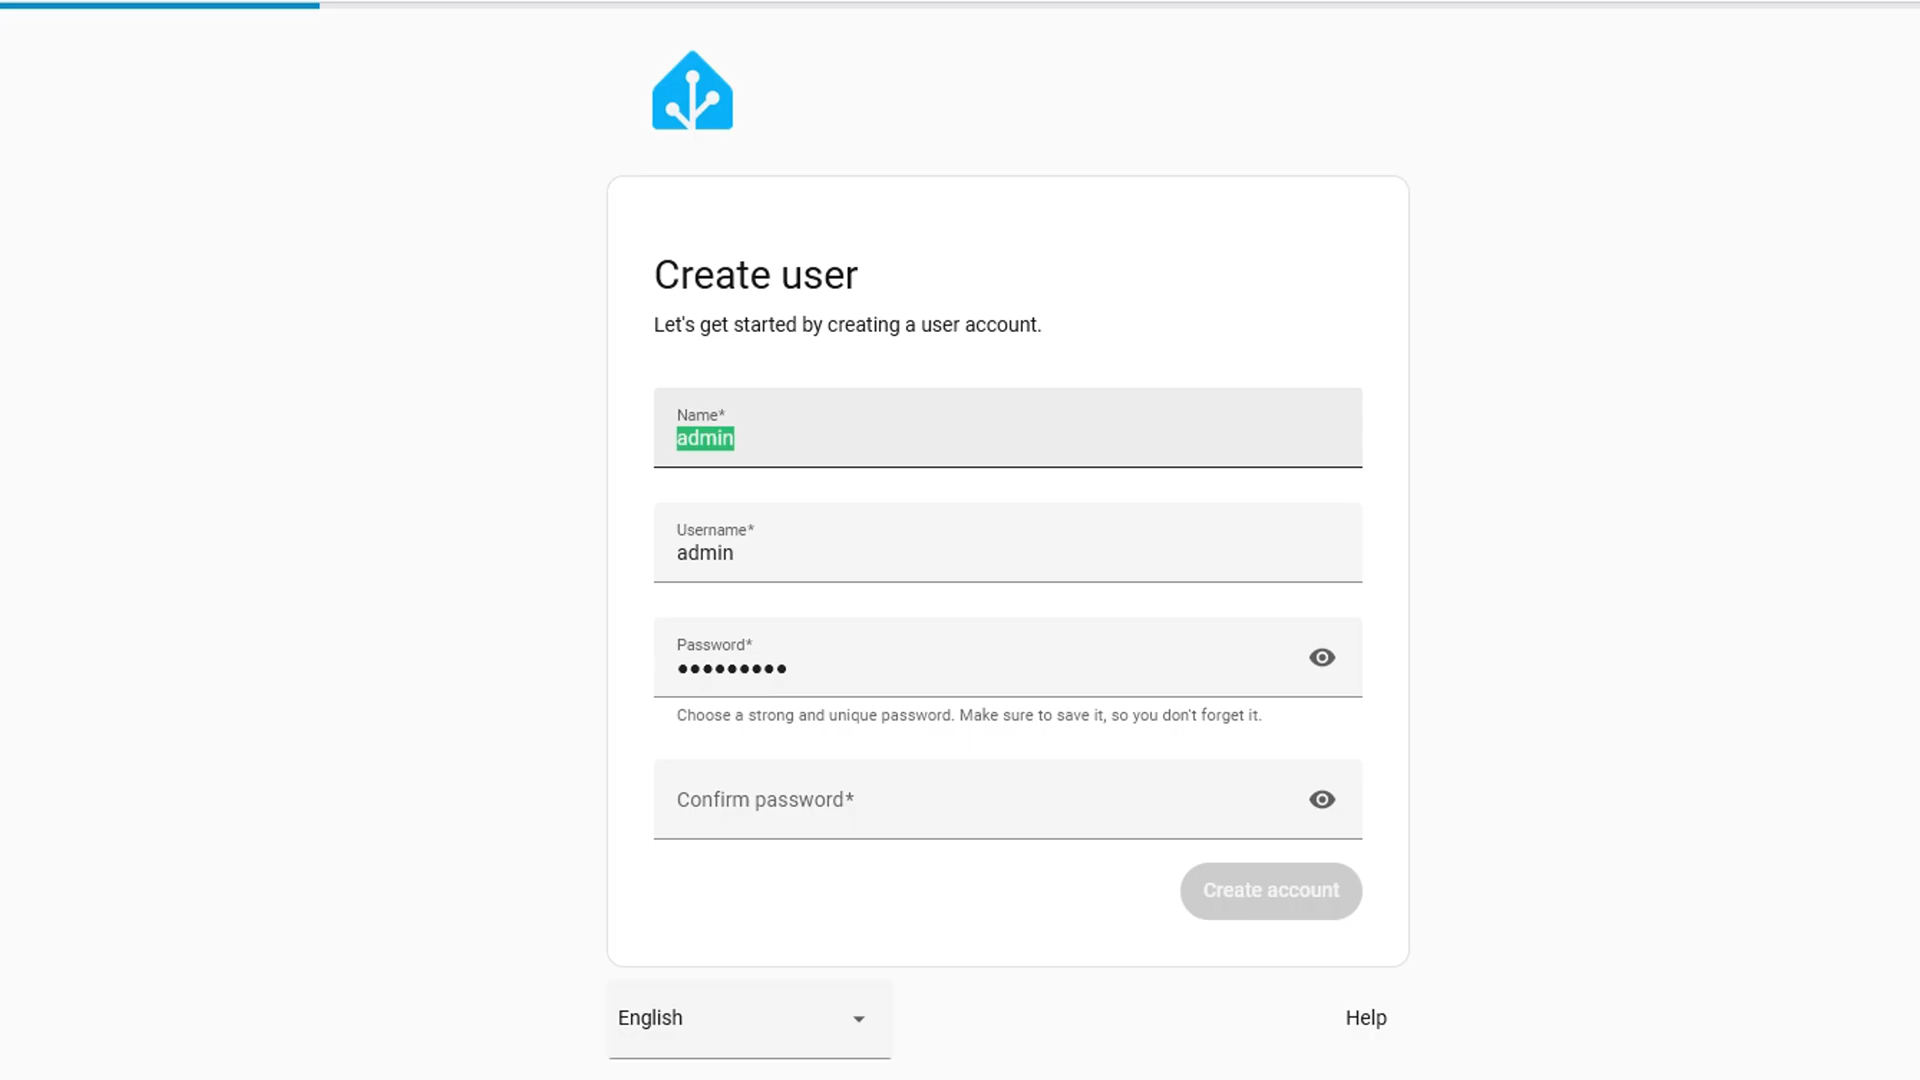 Create user
Let's get started by creating a user account.
Name*
admin
Username*
admin
Password*
•••••••••
Choose a strong and unique password. Make sure to save it, so you don't forget it.
Confirm password*
Create account
English
Help